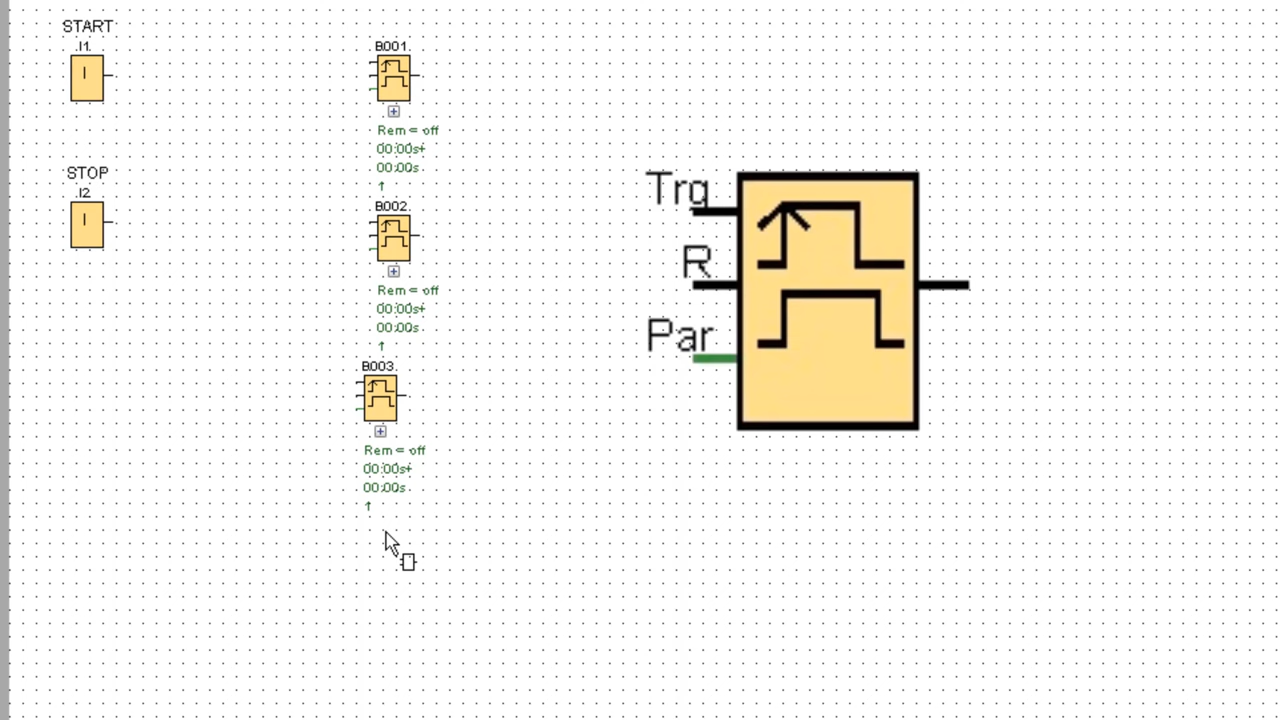 START
I1
I
STOP
I2
I
B001
Rem = off
00:00s+
00:00s
↑
B002
Rem = off
00:00s+
00:00s
↑
B003
Rem = off
00:00s+
00:00s
↑
Trg
R
Par